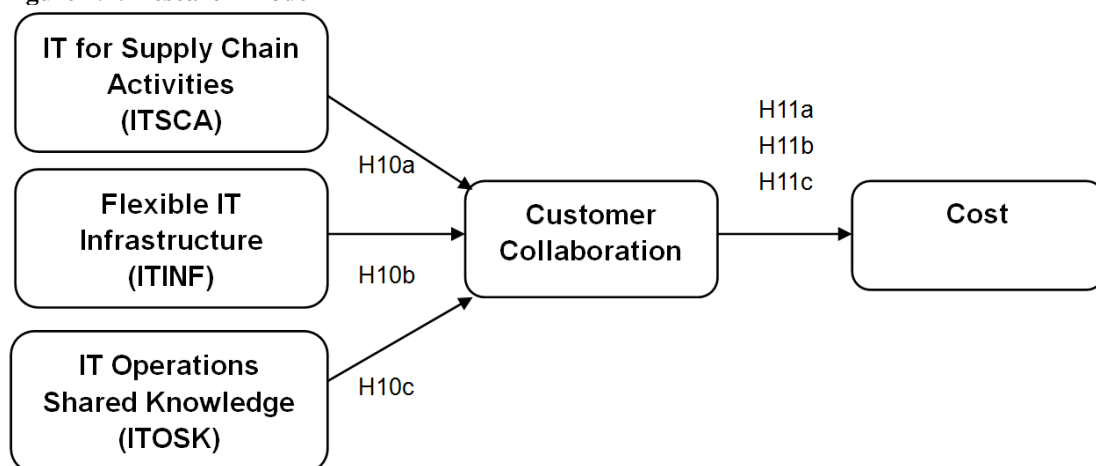 IT for Supply Chain
Activities
(ITSCA)
H10a
Flexible IT
Infrastructure
(ITINF)
H10b
IT Operations
Shared Knowledge
(ITOSK)
H10c
Customer
Collaboration
H11a
H11b
H11c
Cost